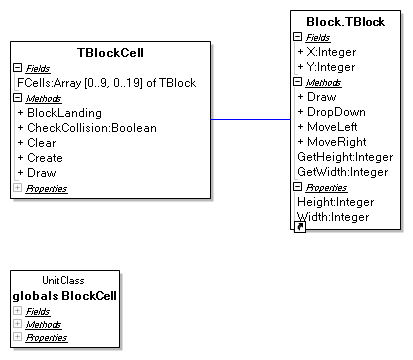 TBlockCell
Fields
FCells:Array [0..9, 0..19] of TBlock
Methods
+ BlockLanding
+ CheckCollision:Boolean
+ Clear
+ Create
+ Draw
Properties
Block.TBlock
Fields
+ X:Integer
+ Y:Integer
Methods
+ Draw
+ DropDown
+ MoveLeft
+ MoveRight
GetHeight:Integer
GetWidth:Integer
Properties
Height:Integer
Width:Integer
UnitClass
globals BlockCell
Fields
Methods
Properties